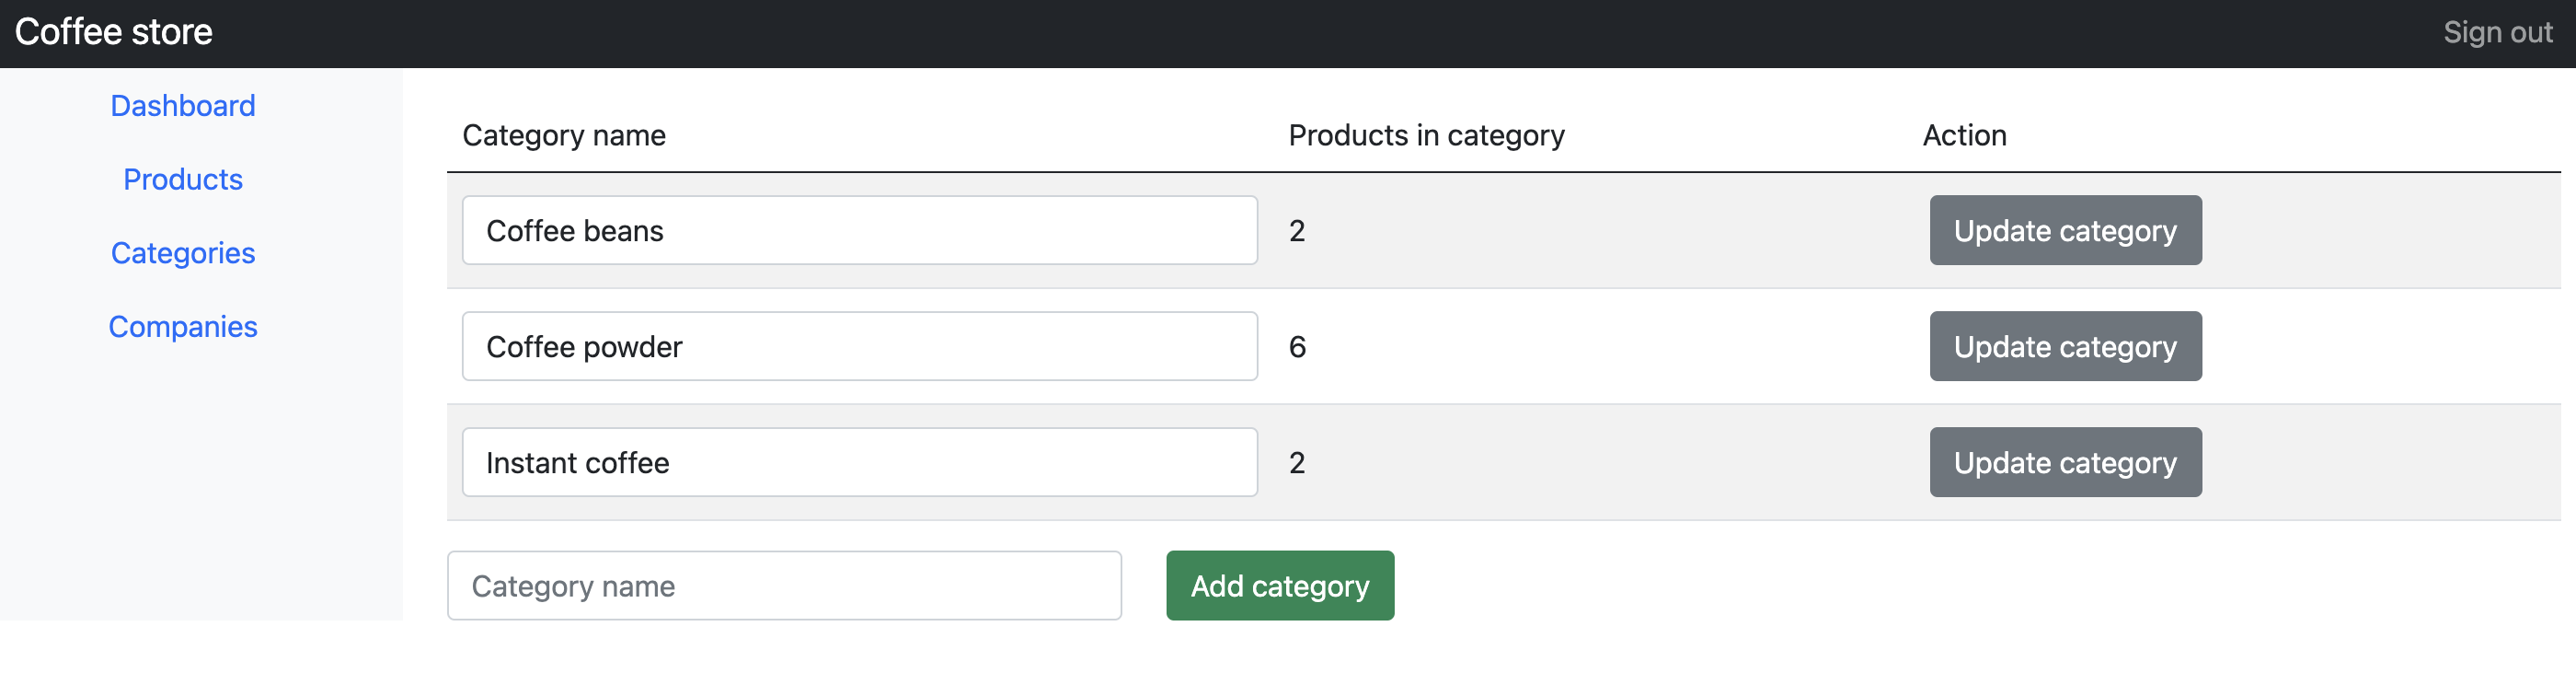 Coffee store
Sign out
Dashboard
Products
Categories
Companies
Category name Products in category Action
Coffee beans 2 Update category
Coffee powder 6 Update category
Instant coffee 2 Update category
Category name Add category